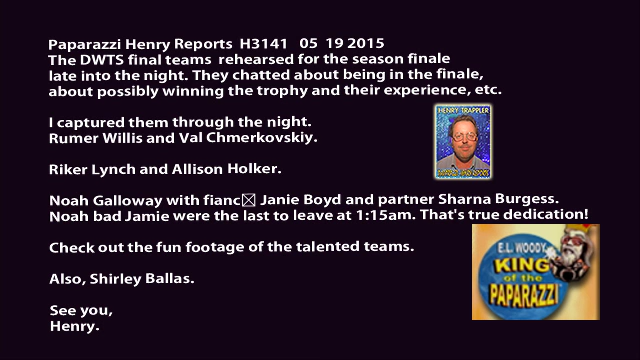 Paparazzi Henry Reports H3141 05 19 2015
The DWTS final teams rehearsed for the season finale
late into the night. They chatted about being in the finale,
about possibly winning the trophy and their experience, etc.
I captured them through the night.
Rumer Willis and Val Chmerkovskiy.
HENRY TRAPPLER
Riker Lynch and Allison Holker.
Noah Galloway with fianc Janie Boyd and partner Sharna Burgess.
Noah bad Jamie were the last to leave at 1:15am. That's true dedication!
Check out the fun footage of the talented teams.
E.L. WOODY
KING
of the
PAPARAZZI
Also, Shirley Ballas.
See you,
Henry.